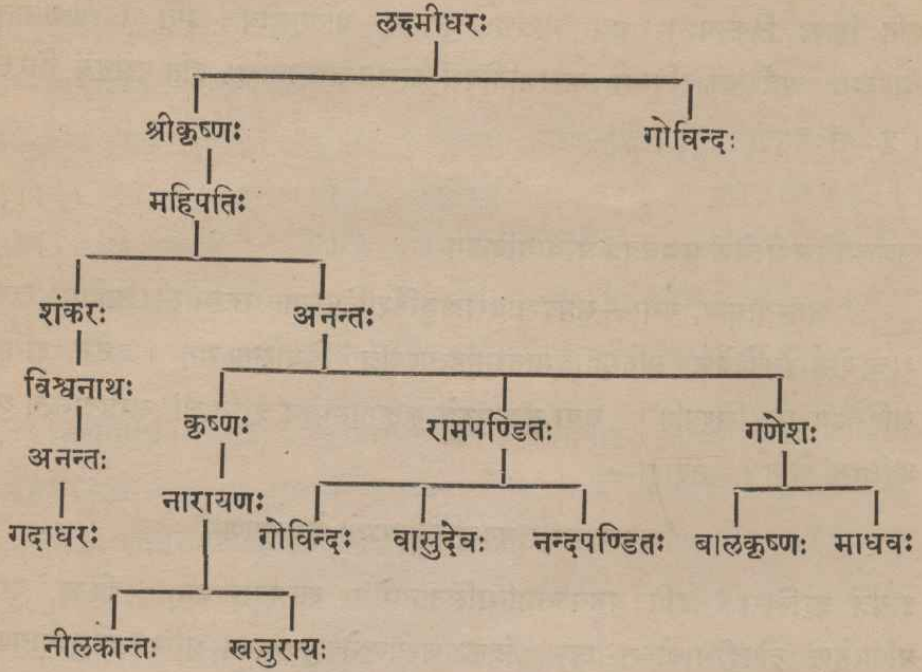 लक्ष्मीधरः
श्रीकृष्णः गोविन्दः
महिपतिः
शंकरः अनन्तः
विश्वनाथः
कृष्णः रामपण्डितः गणेशः
अनन्तः
नारायणः
गदाधरः गोविन्दः वासुदेवः नन्दपण्डितः बालकृष्णः माधवः
नीलकान्तः खजुरायः